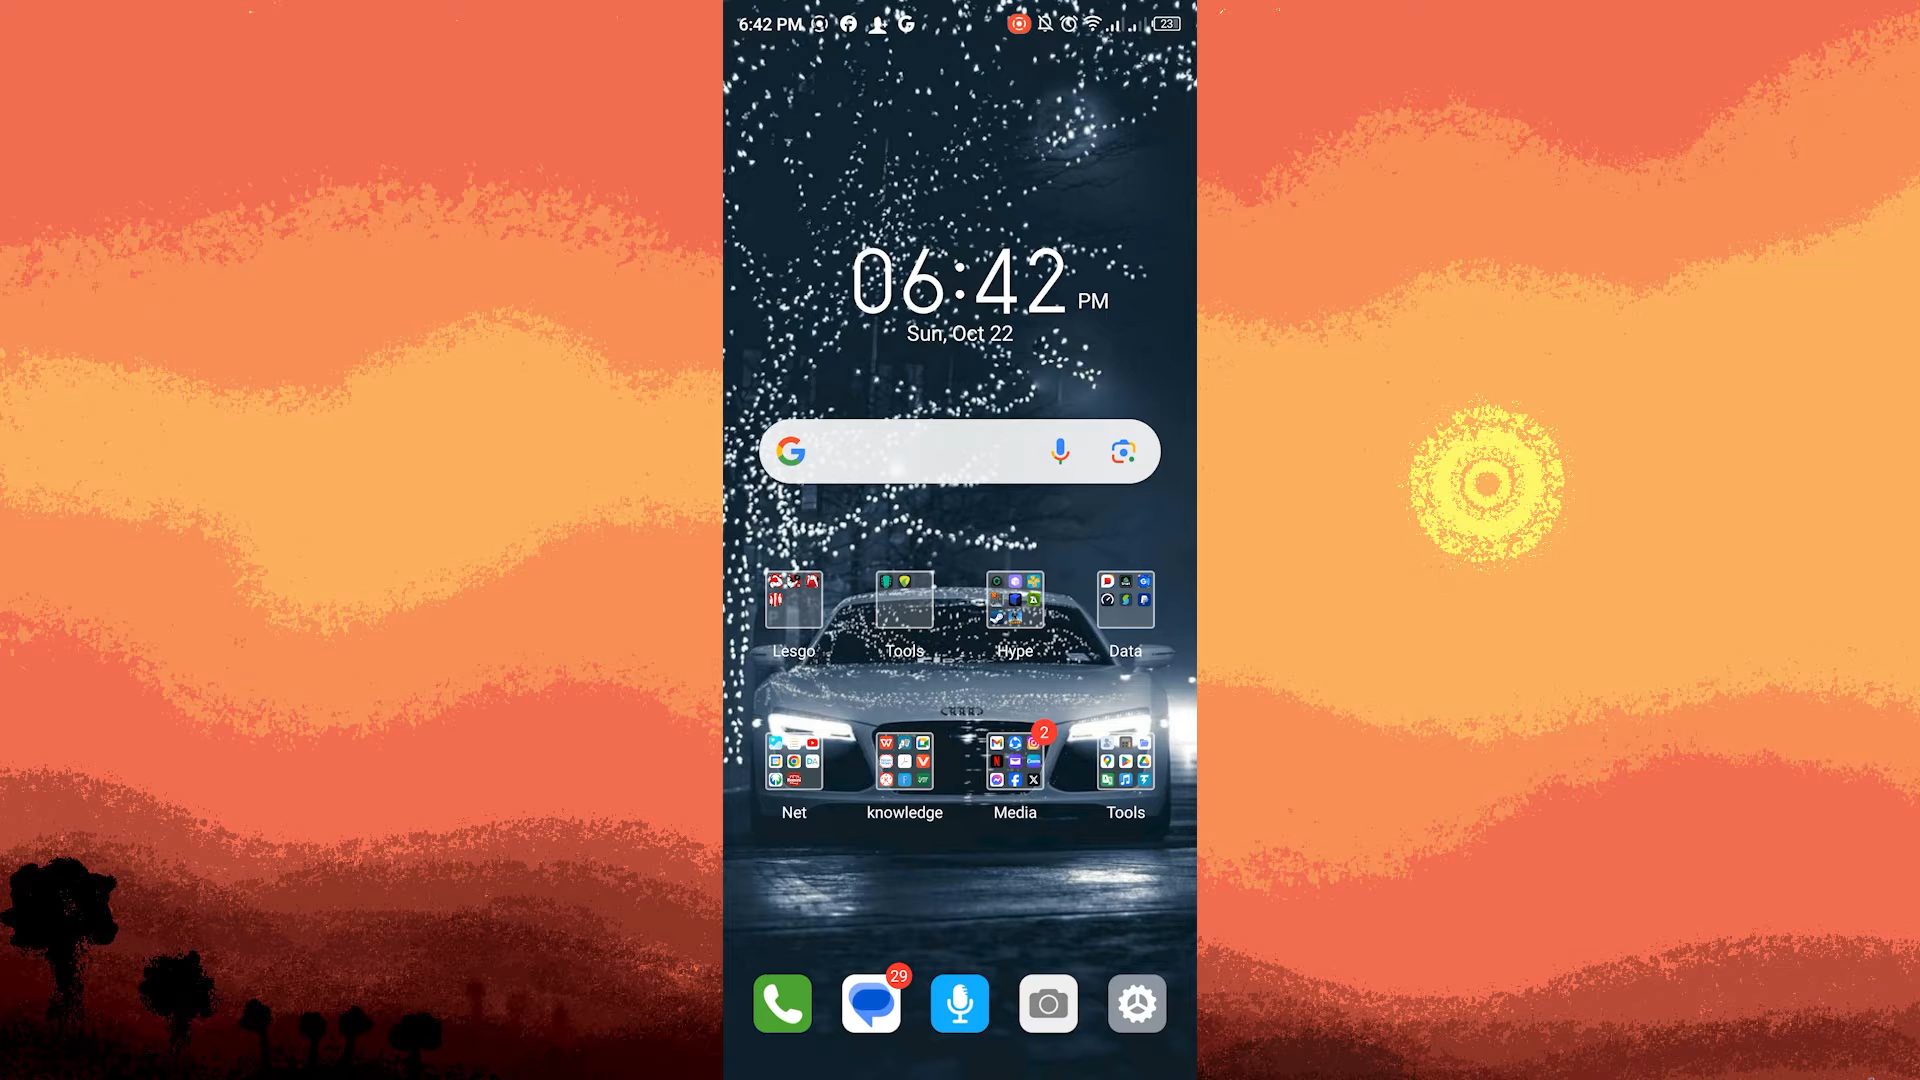 6:42 PM
23
06:42 PM
Sun, Oct 22
Lesgo
Tools
Hype
Data
2
Net
knowledge
Media
Tools
29